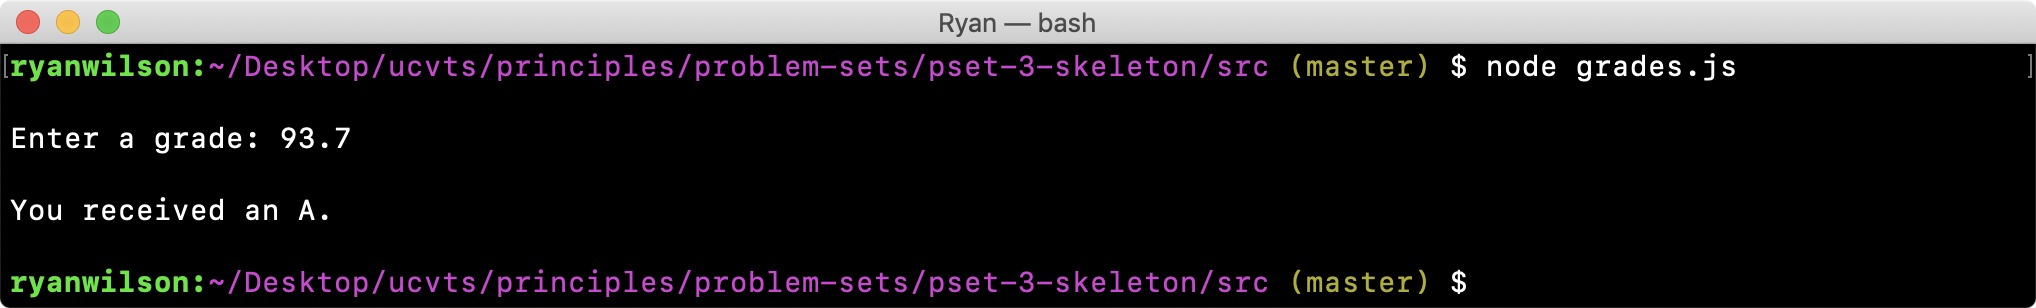 Ryan — bash
[ryanwilson:~/Desktop/ucvts/principles/problem-sets/pset-3-skeleton/src (master) $ node grades.js ]
Enter a grade: 93.7
You received an A.
ryanwilson:~/Desktop/ucvts/principles/problem-sets/pset-3-skeleton/src (master) $